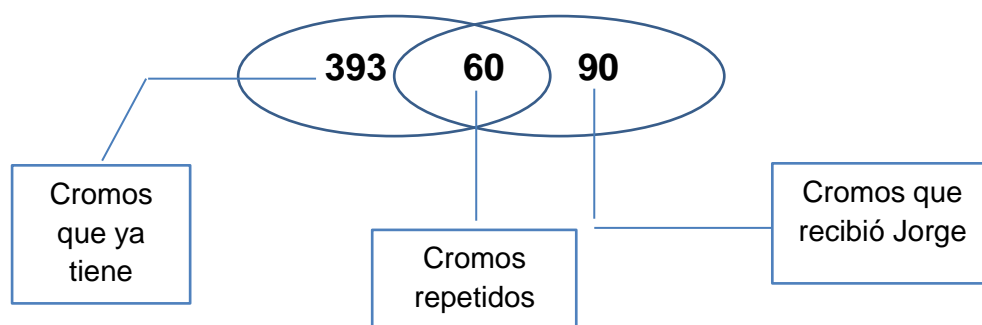 393 60 90
Cromos
que ya
tiene
Cromos
repetidos
Cromos que
recibió Jorge